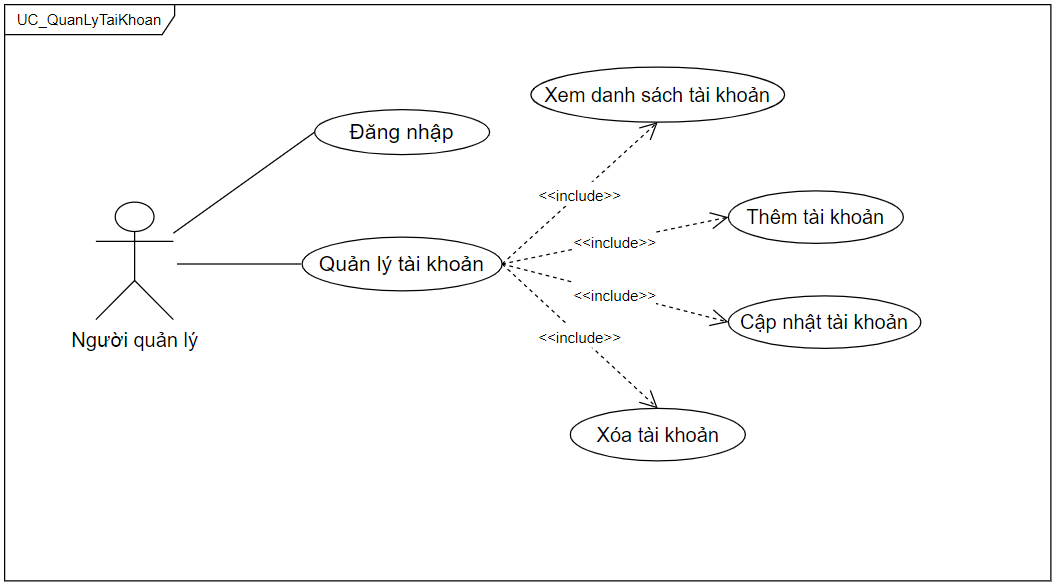 UC_QuanLyTaiKhoan
Xem danh sách tài khoản
Đăng nhập
<<include>>
Thêm tài khoản
<<include>>
Quản lý tài khoản
<<include>>
Cập nhật tài khoản
<<include>>
Người quản lý
Xóa tài khoản